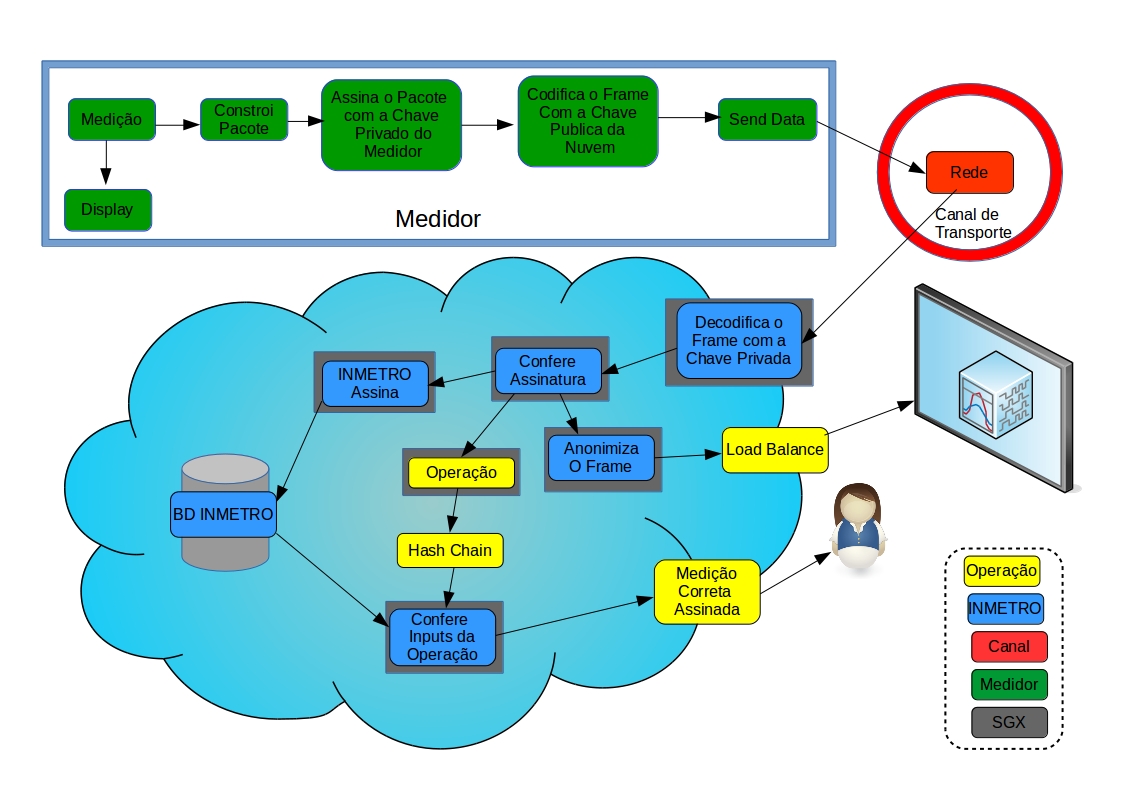 Medição
Constroi
Pacote
Assina o Pacote
com a Chave
Privado do
Medidor
Codifica o Frame
Com a Chave
Publica da
Nuvem
Send Data
Display
Medidor
Rede
Canal de
Transporte
Decodifica o
Frame com a
Chave Privada
Confere
Assinatura
INMETRO
Assina
Anonimiza
O Frame
Load Balance
Operação
BD INMETRO
Hash Chain
Medição
Correta
Assinada
Confere
Inputs da
Operação
Operação
INMETRO
Canal
Medidor
SGX